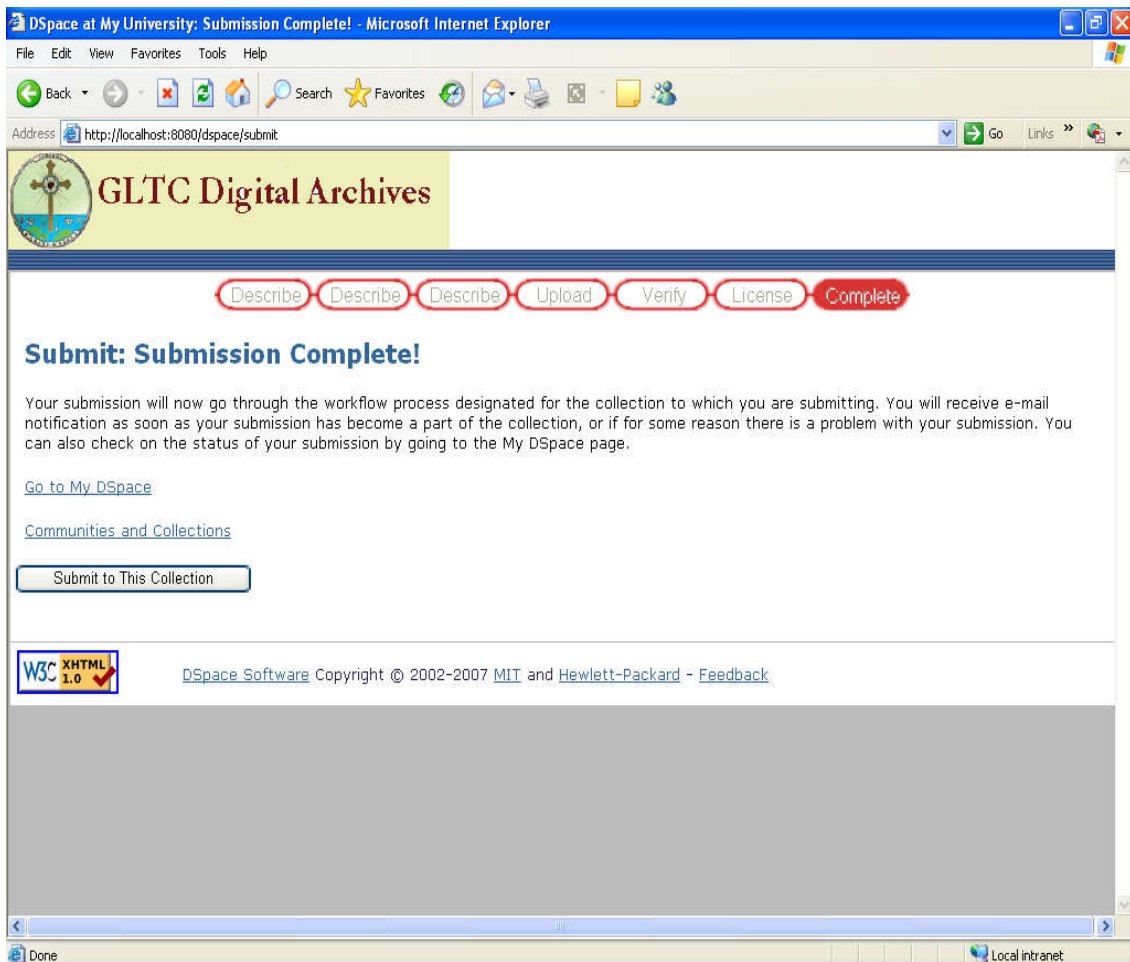 DSpace at My University: Submission Complete! - Microsoft Internet Explorer
File Edit View Favorites Tools Help
Back Search Favorites
Address http://localhost:8080/dspace/submit Go Links »
GLTC Digital Archives
Describe Describe Describe Upload Verify License Complete
Submit: Submission Complete!
Your submission will now go through the workflow process designated for the collection to which you are submitting. You will receive e-mail
notification as soon as your submission has become a part of the collection, or if for some reason there is a problem with your submission. You
can also check on the status of your submission by going to the My DSpace page.
Go to My DSpace
Communities and Collections
Submit to This Collection
W3C XHTML 1.0
DSpace Software Copyright © 2002-2007 MIT and Hewlett-Packard - Feedback
Done Local intranet